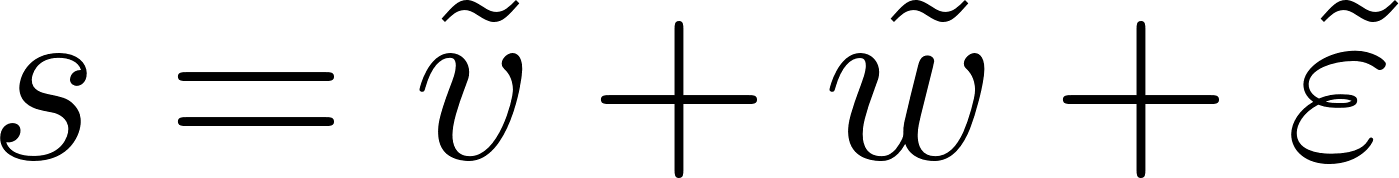 s = ṽ + w̃ + ε̃